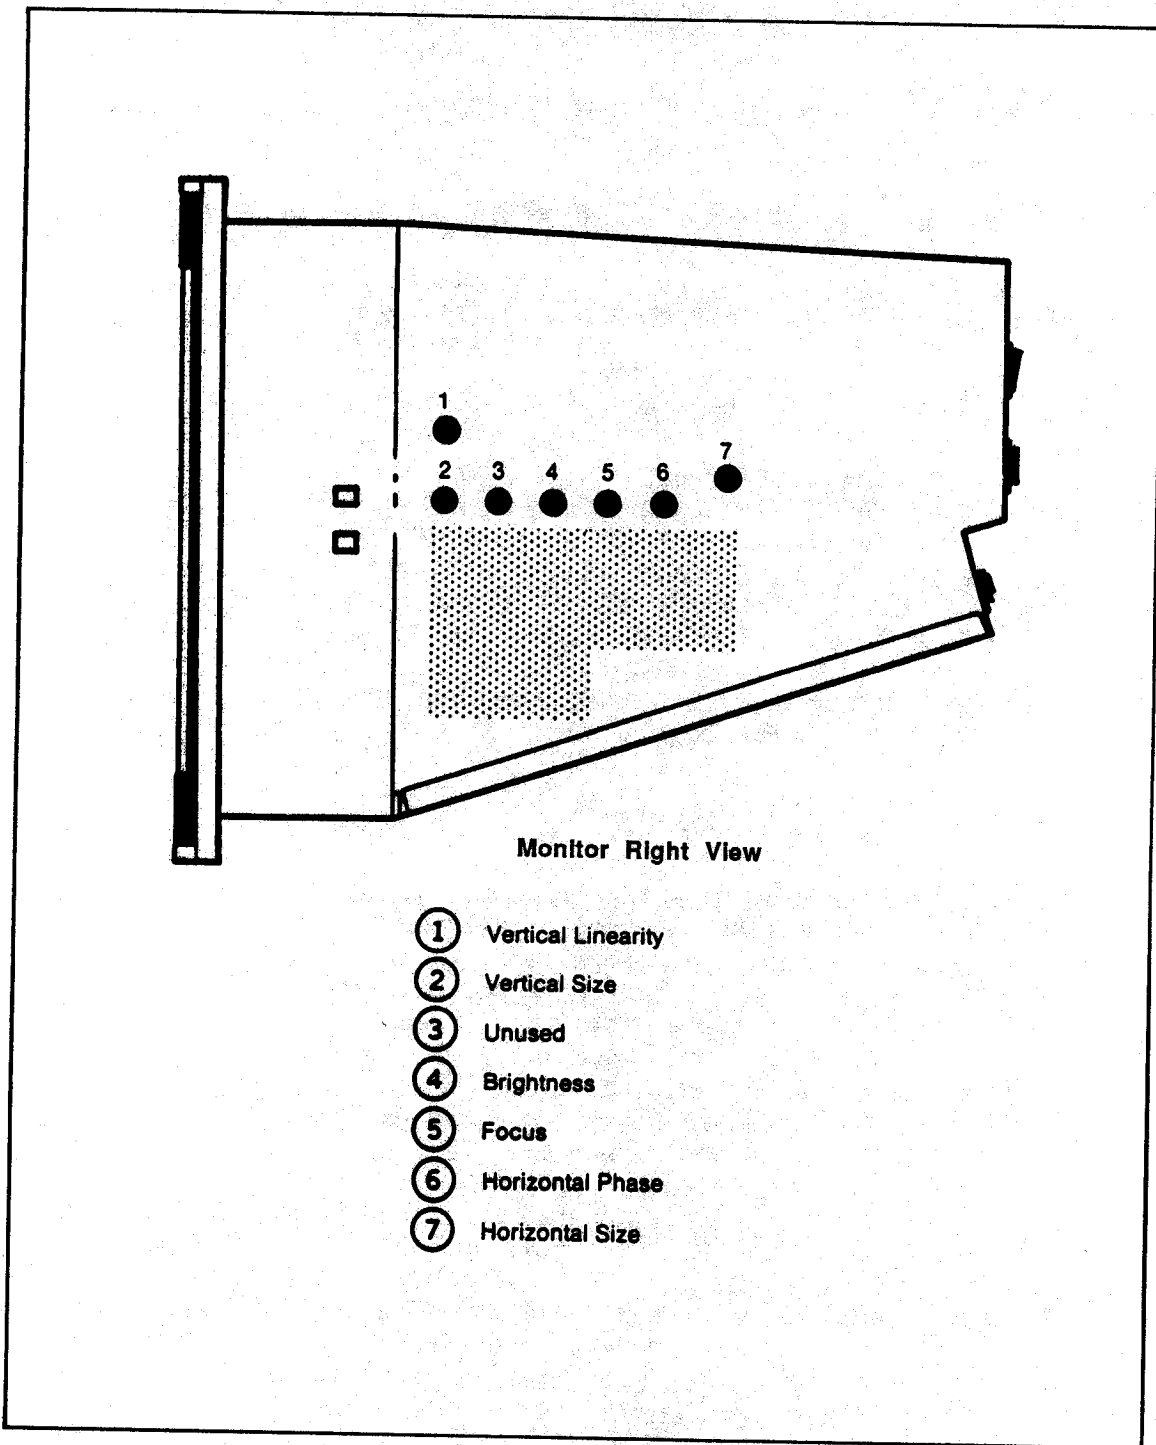 1
7
2 3 4 5 6
Monitor Right View
1 Vertical Linearity
2 Vertical Size
3 Unused
4 Brightness
5 Focus
6 Horizontal Phase
7 Horizontal Size